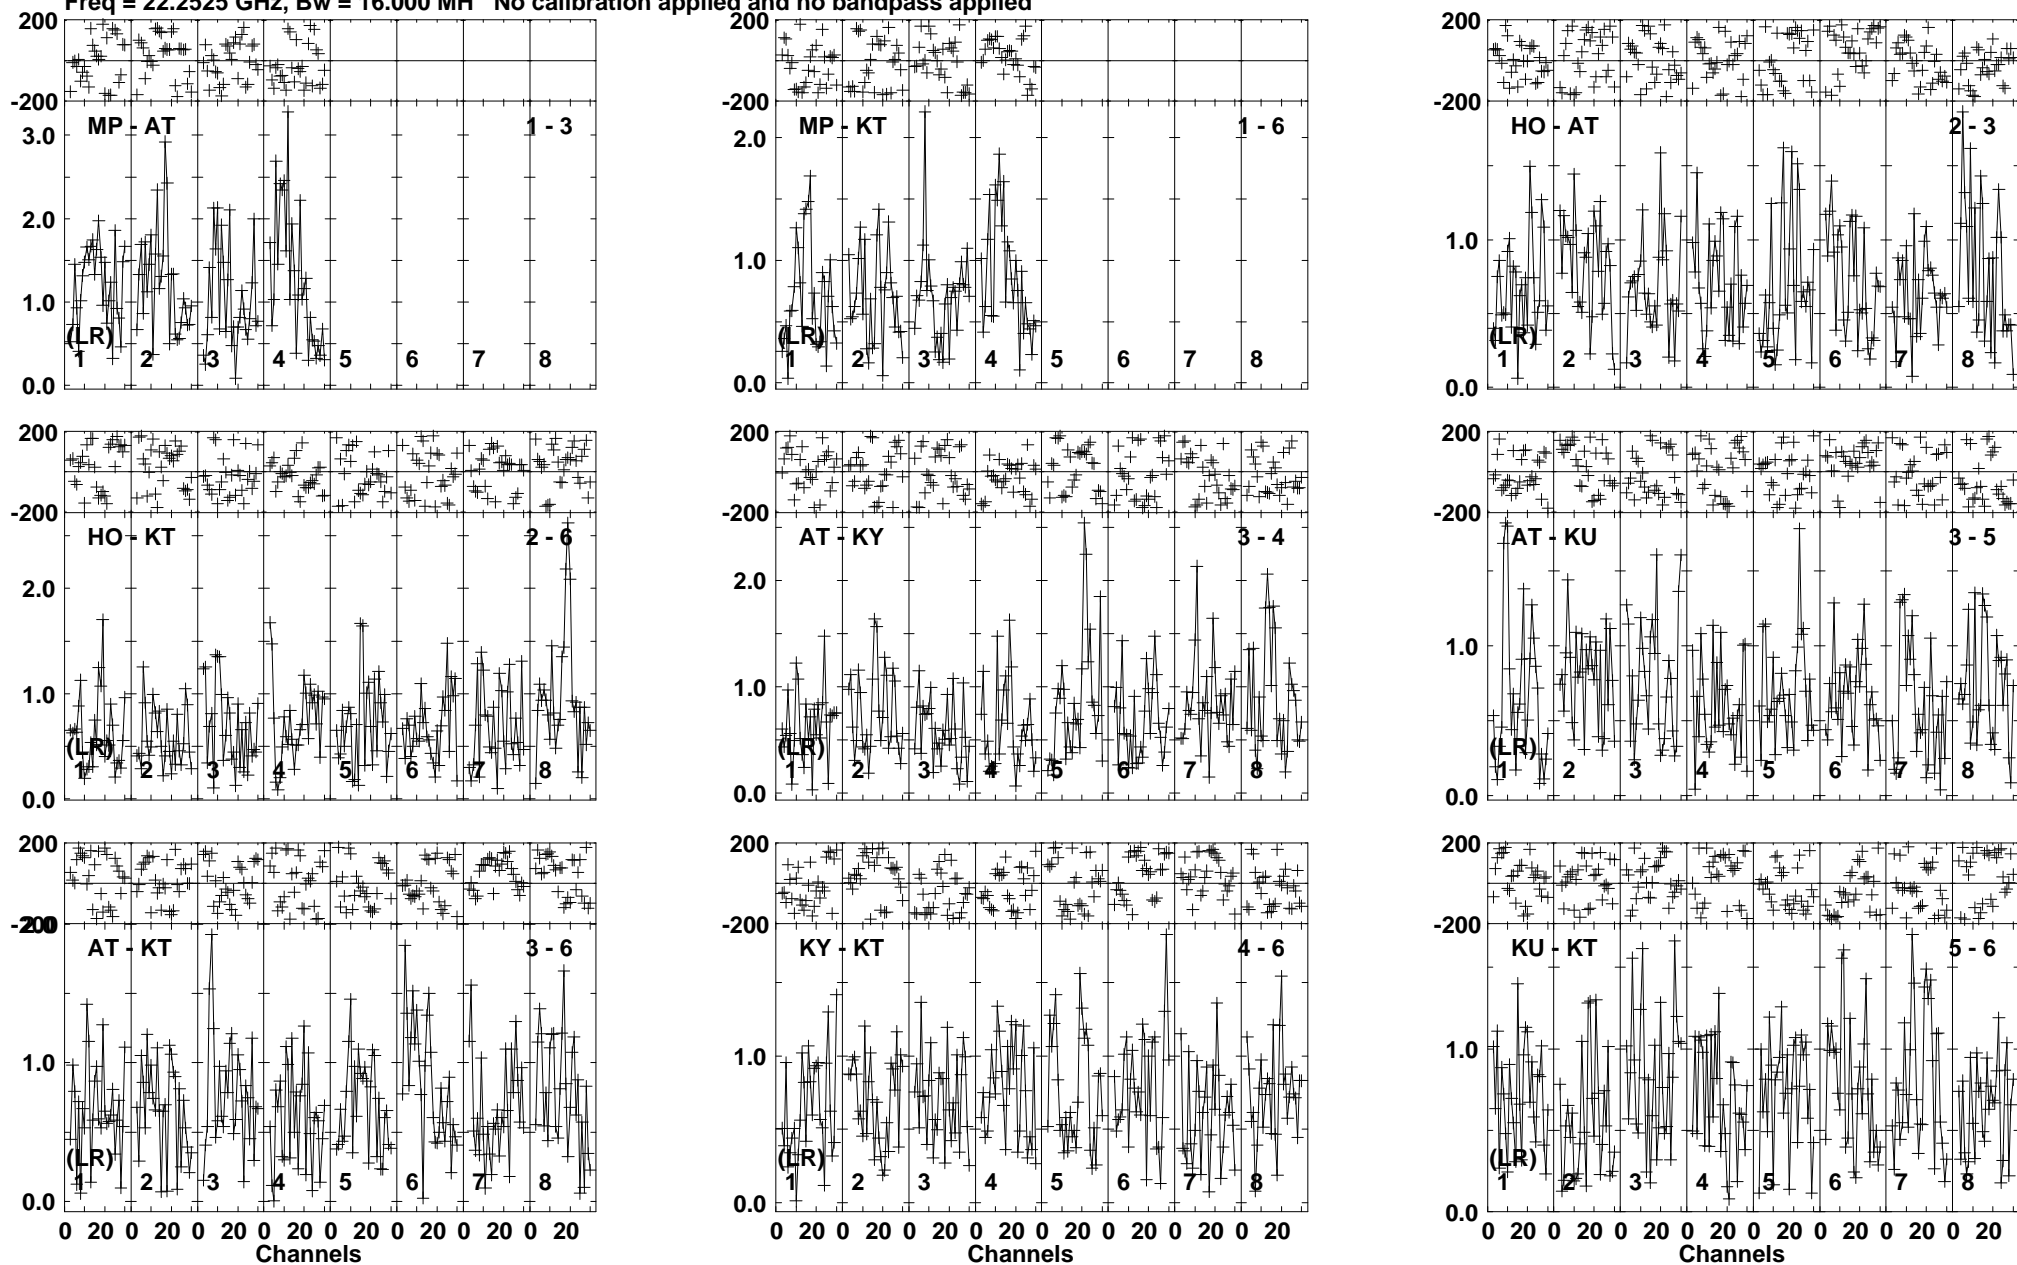 Freq = 22.2525 GHz, Bw = 16.000 MH No calibration applied and no bandpass applied
200 200 200
-200 -200 -200
MP - AT 1 - 3 MP - KT 1 - 6 HO - AT 2 - 3
3.0 2.0
2.0 1.0
1.0 1.0
(LR) (LR) (LR)
1 2 3 4 5 6 7 8 1 2 3 4 5 6 7 8 1 2 3 4 5 6 7 8
0.0 0.0 0.0
200 200 200
-200 -200 -200
HO - KT 2 - 6 AT - KY 3 - 4 AT - KU 3 - 5
2.0 2.0
1.0 1.0 1.0
(LR) (LR) (LR)
1 2 3 4 5 6 7 8 1 2 3 4 5 6 7 8 1 2 3 4 5 6 7 8
0.0 0.0 0.0
200 200 200
-200 -200 -200
200
AT - KT 3 - 6 KY - KT 4 - 6 KU - KT 5 - 6
1.0 1.0 1.0
(LR) (LR) (LR)
1 2 3 4 5 6 7 8 1 2 3 4 5 6 7 8 1 2 3 4 5 6 7 8
0.0 0.0 0.0
0 20 0 20 0 20 0 20 0 20 0 20 0 20 0 20 0 20 0 20 0 20 0 20 0 20 0 20 0 20 0 20 0 20 0 20 0 20 0 20 0 20 0 20 0 20 0 20
Channels Channels Channels